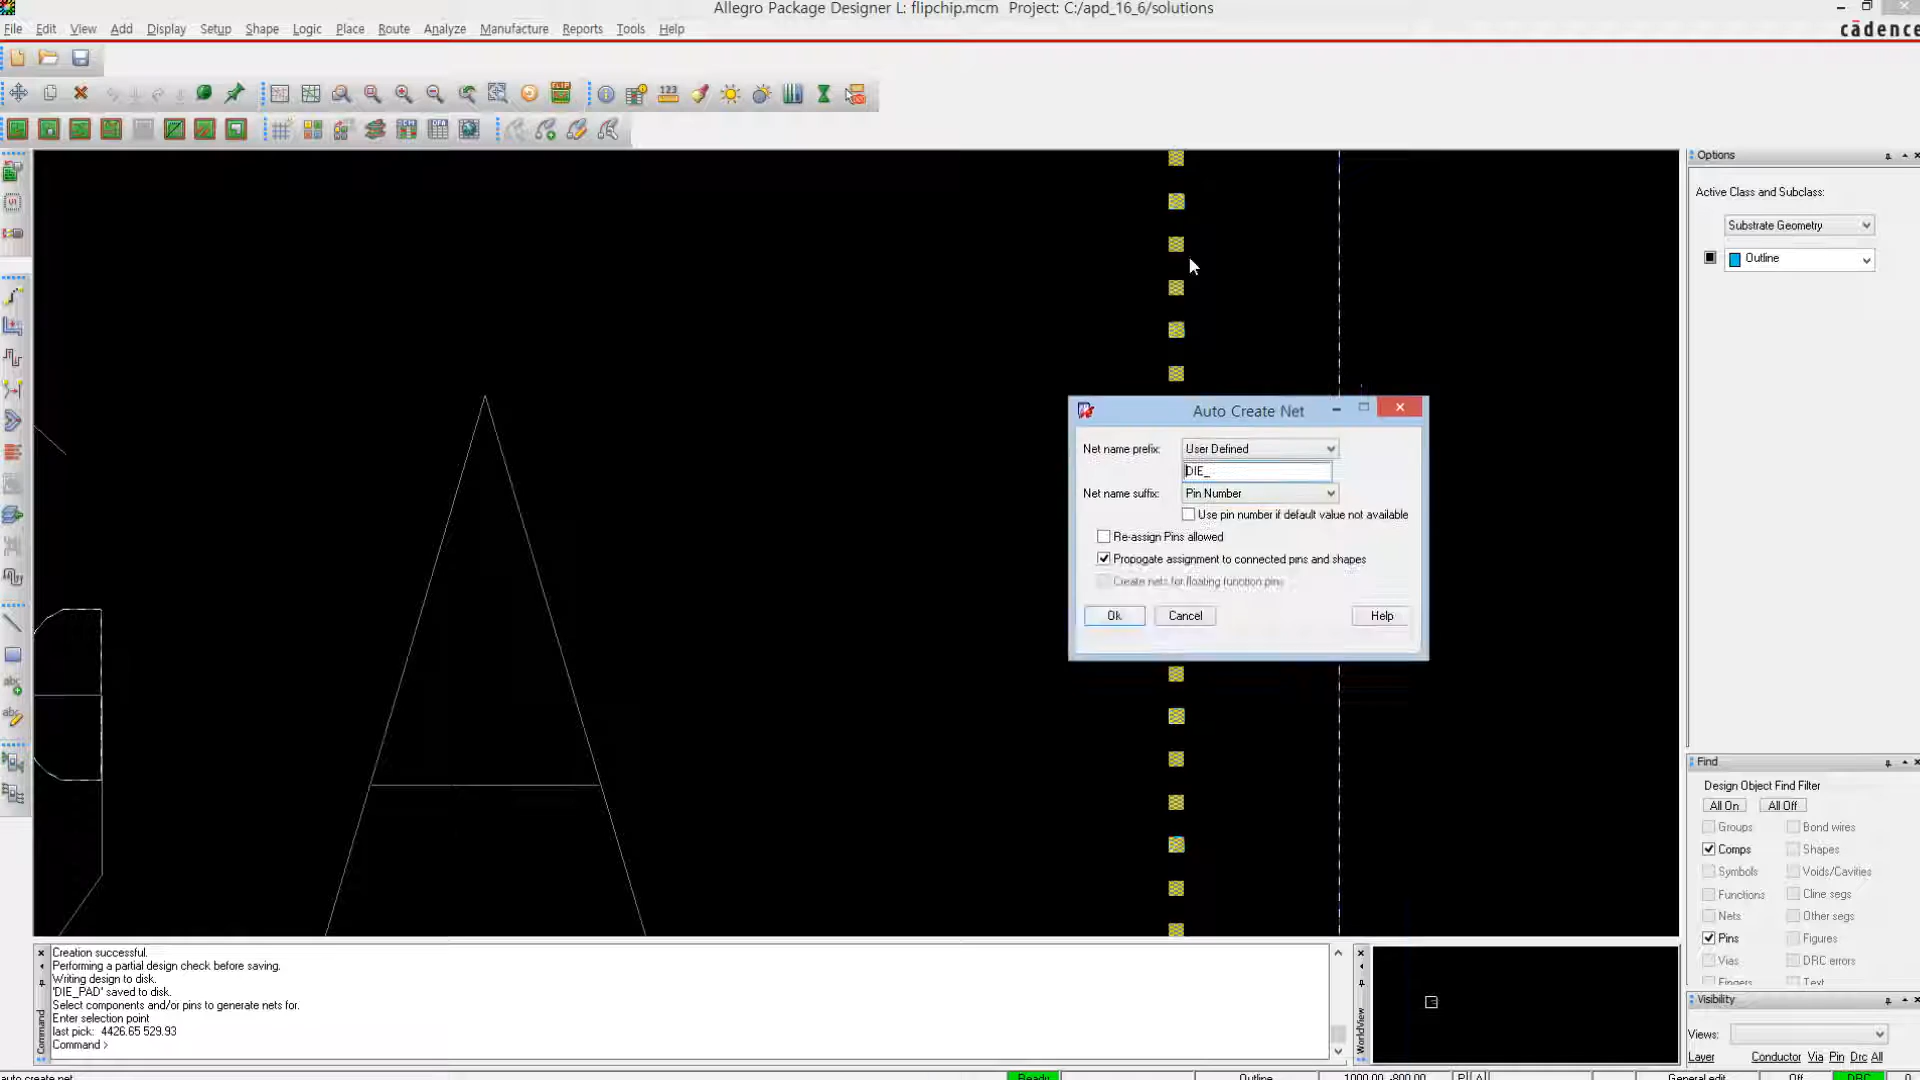 Allegro Package Designer L: flipchip.mcm Project: C:/apd_16_6/solutions
File Edit View Add Display Setup Shape Logic Place Route Analyze Manufacture Reports Tools Help
cādence
Options
Active Class and Subclass:
Substrate Geometry
Outline
Auto Create Net
Net name prefix: User Defined
DIE_
Net name suffix: Pin Number
Use pin number if default value not available
Re-assign Pins allowed
Propogate assignment to connected pins and shapes
Create nets for floating function pins
Ok Cancel Help
Find
Design Object Find Filter
All On All Off
Groups Bond wires
Comps Shapes
Symbols Voids/Cavities
Functions Cline segs
Nets Other segs
Pins Figures
Vias DRC errors
Fingers Text
Visibility
Views:
Layer Conductor Via Pin Drc All
Creation successful.
Performing a partial design check before saving.
Writing design to disk.
'DIE_PAD' saved to disk.
Select components and/or pins to generate nets for.
Enter selection point
last pick: 4426.65 529.93
Command >
Command
WorldView
auto create net
Ready Outline 1000.00, -800.00 P A General edit Off DRC 0